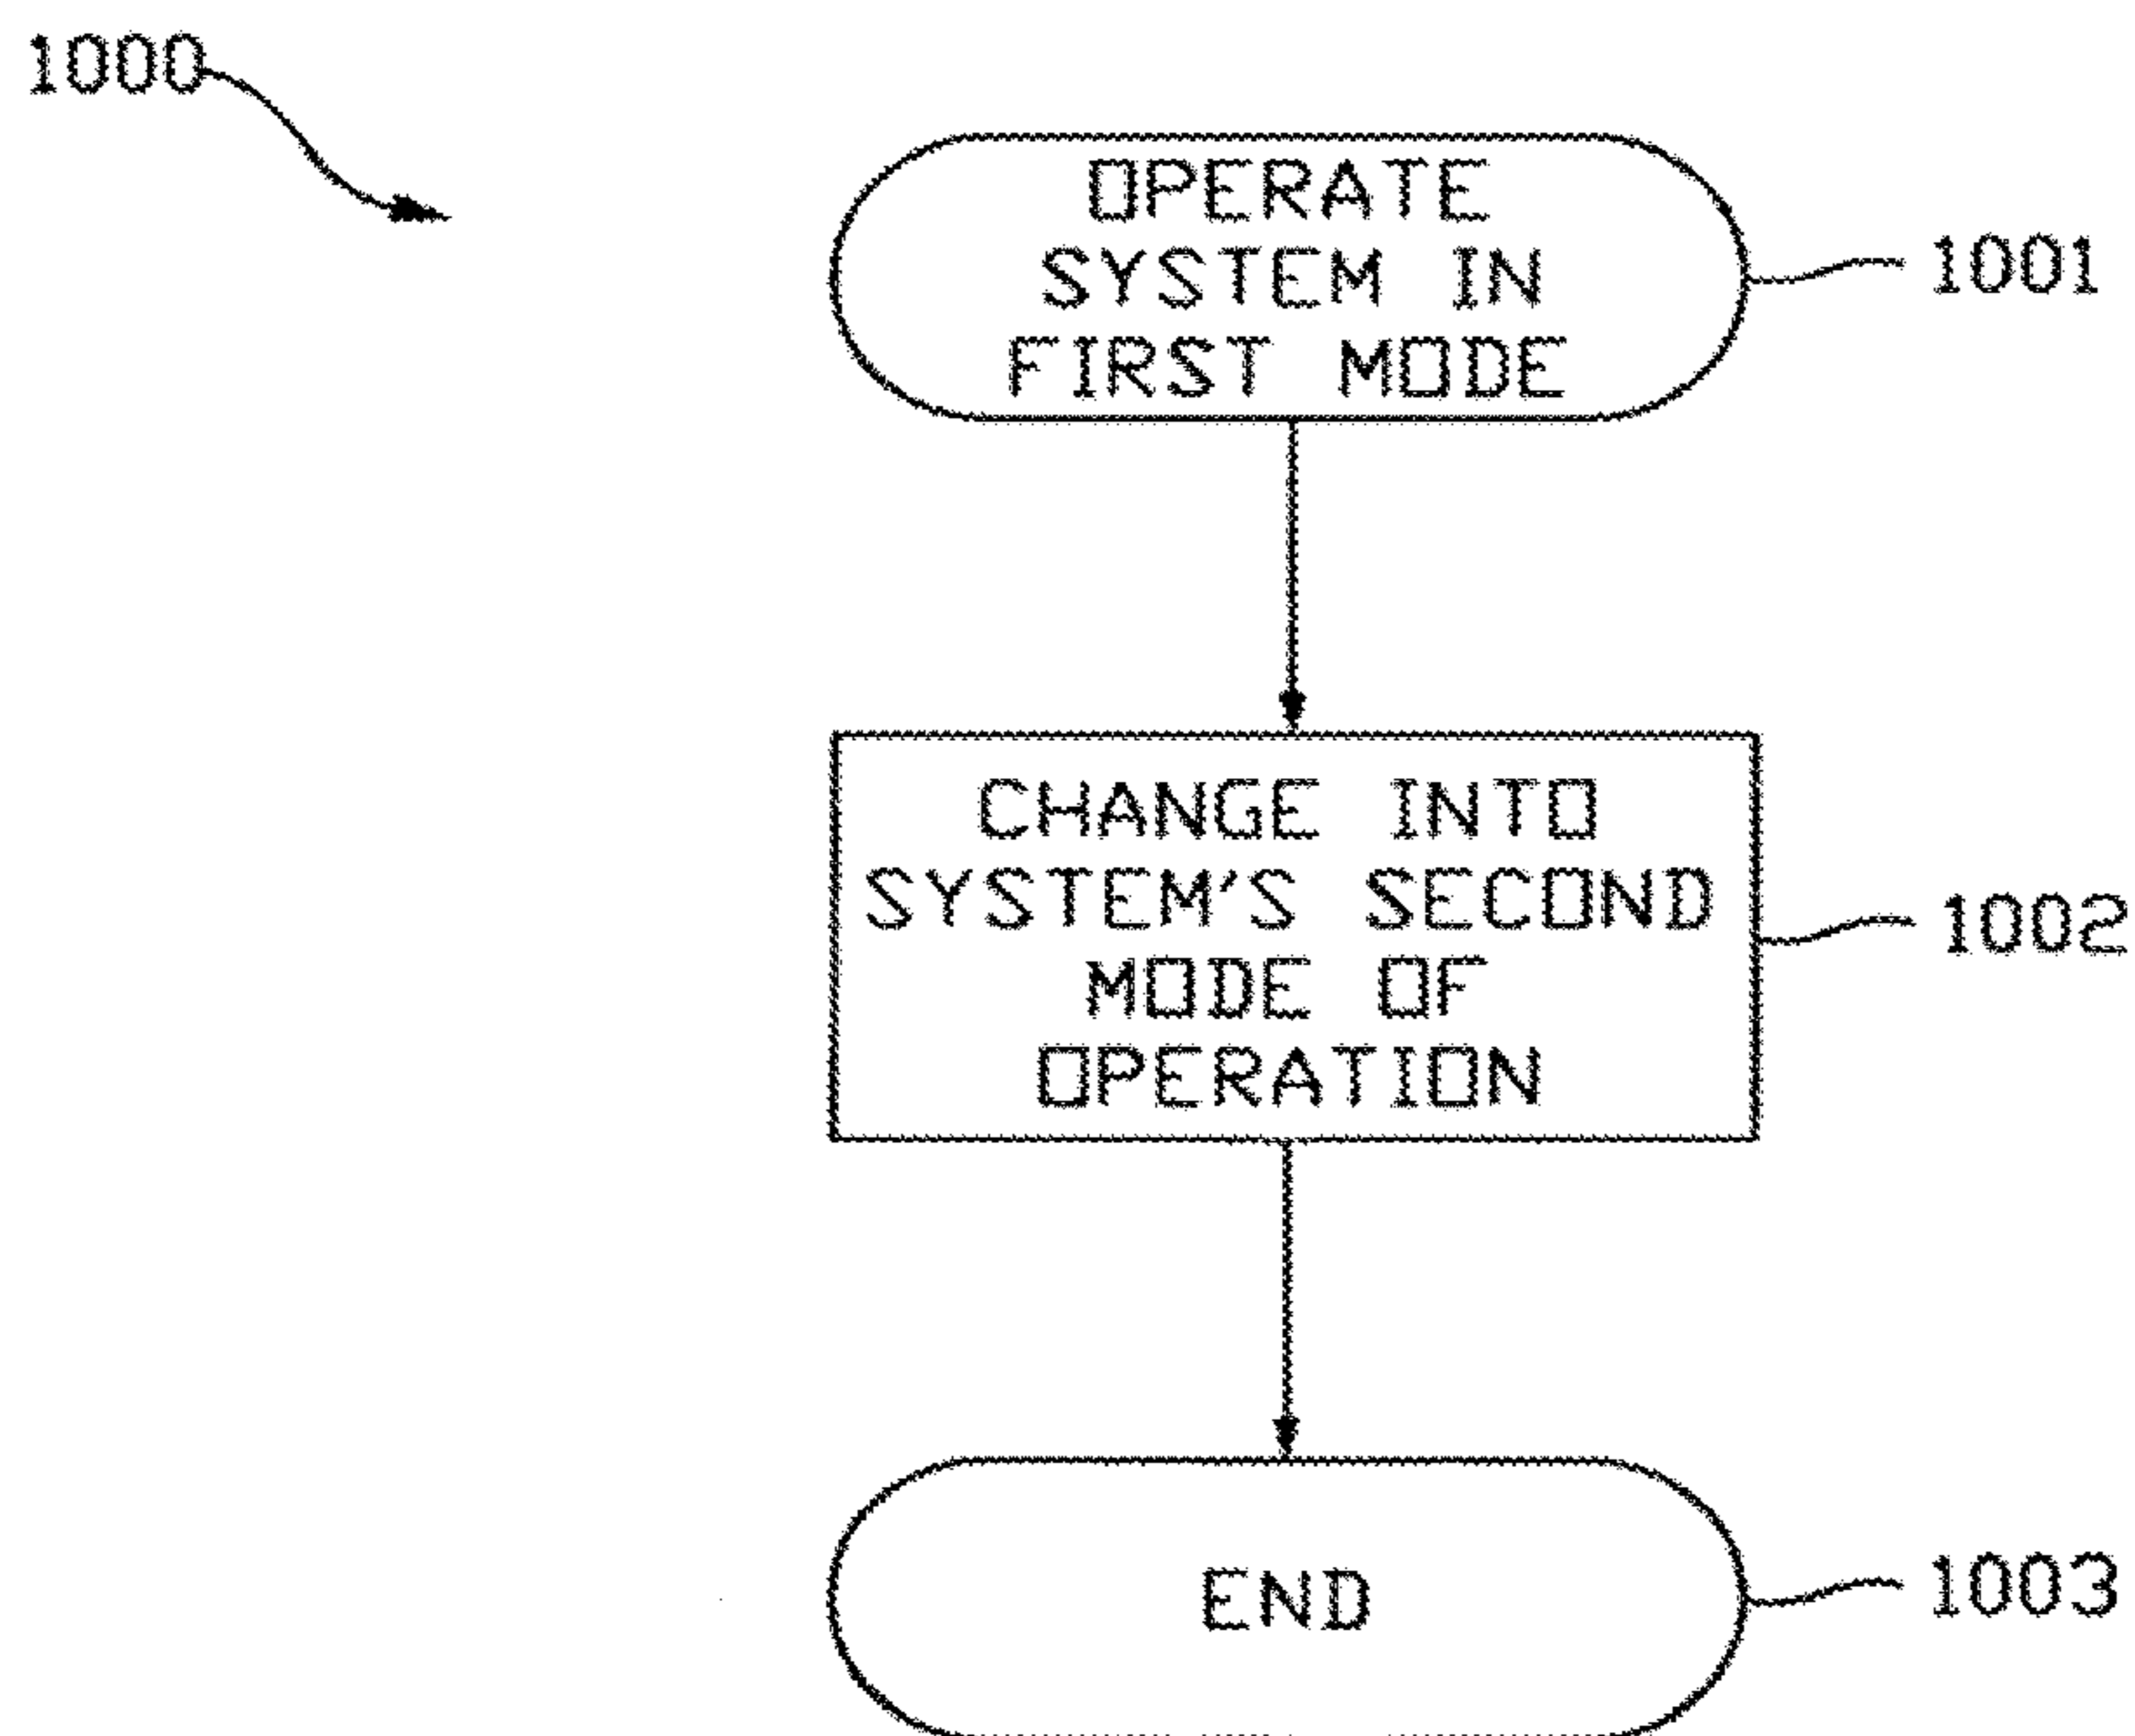 1000
OPERATE
SYSTEM IN
FIRST MODE
1001
CHANGE INTO
SYSTEM'S SECOND
MODE OF
OPERATION
1002
END
1003